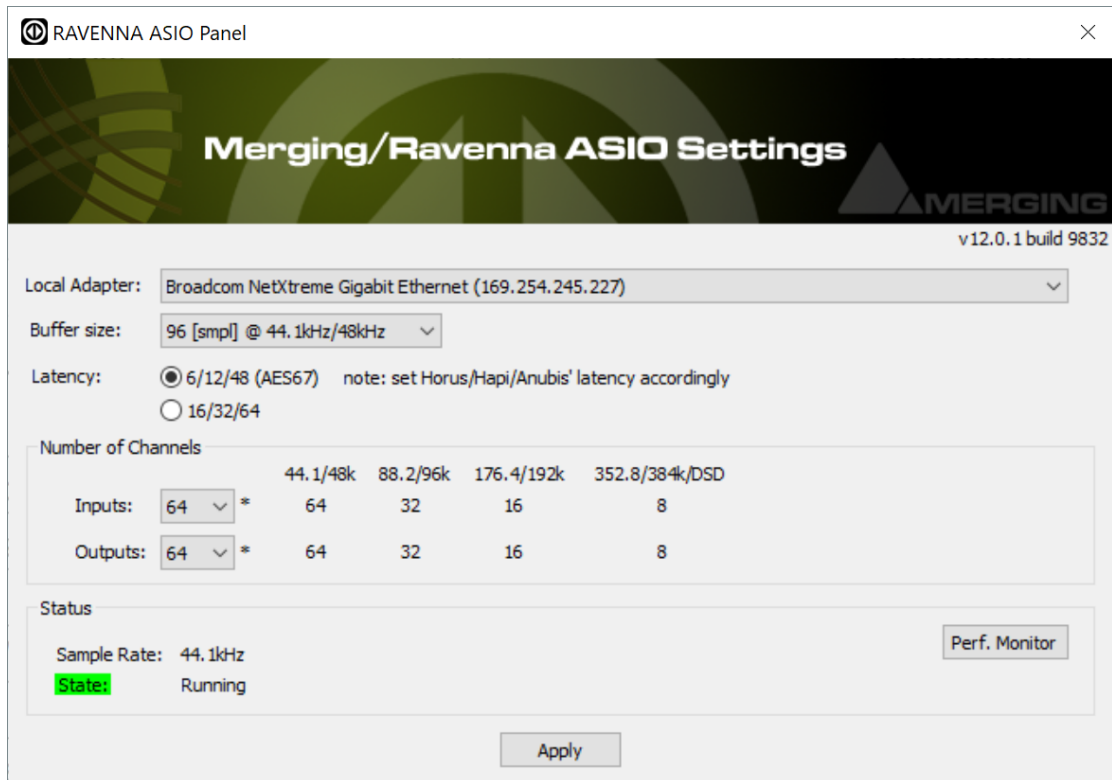 RAVENNA ASIO Panel
Merging/Ravenna ASIO Settings
MERGING
v12.0.1 build 9832
Local Adapter: Broadcom NetXtreme Gigabit Ethernet (169.254.245.227)
Buffer size: 96 [smpl] @ 44.1kHz/48kHz
Latency: 6/12/48 (AES67) note: set Horus/Hapi/Anubis' latency accordingly
16/32/64
Number of Channels
44.1/48k 88.2/96k 176.4/192k 352.8/384k/DSD
Inputs: 64 * 64 32 16 8
Outputs: 64 * 64 32 16 8
Status
Perf. Monitor
Sample Rate: 44.1kHz
State: Running
Apply